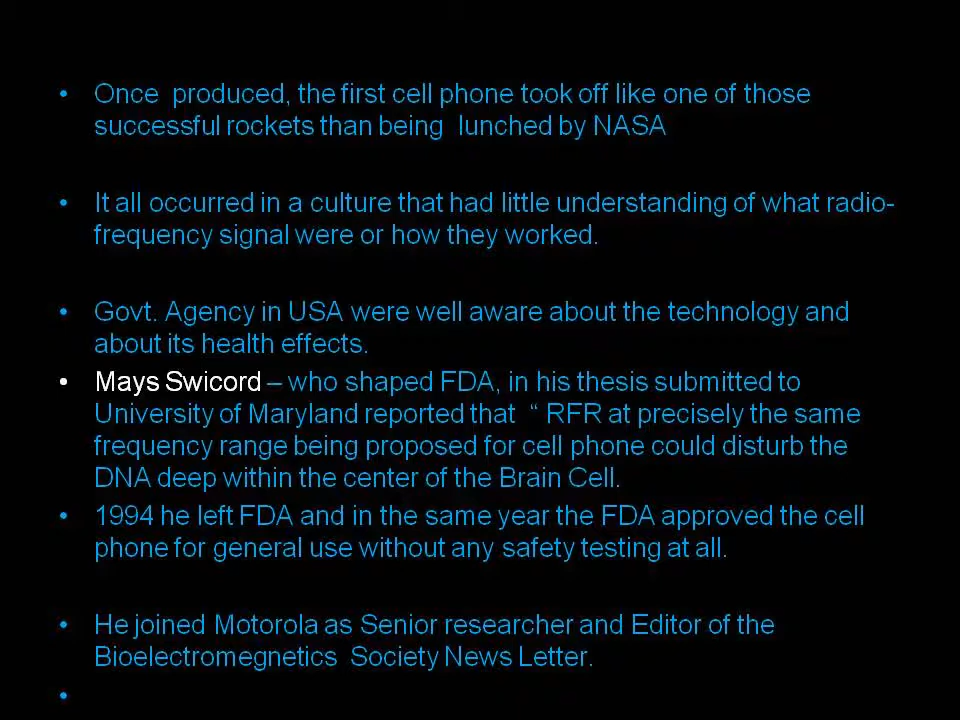 • Once produced, the first cell phone took off like one of those
successful rockets than being lunched by NASA
• It all occurred in a culture that had little understanding of what radio-
frequency signal were or how they worked.
• Govt. Agency in USA were well aware about the technology and
about its health effects.
• Mays Swicord – who shaped FDA, in his thesis submitted to
University of Maryland reported that “ RFR at precisely the same
frequency range being proposed for cell phone could disturb the
DNA deep within the center of the Brain Cell.
• 1994 he left FDA and in the same year the FDA approved the cell
phone for general use without any safety testing at all.
• He joined Motorola as Senior researcher and Editor of the
Bioelectromegnetics Society News Letter.
•